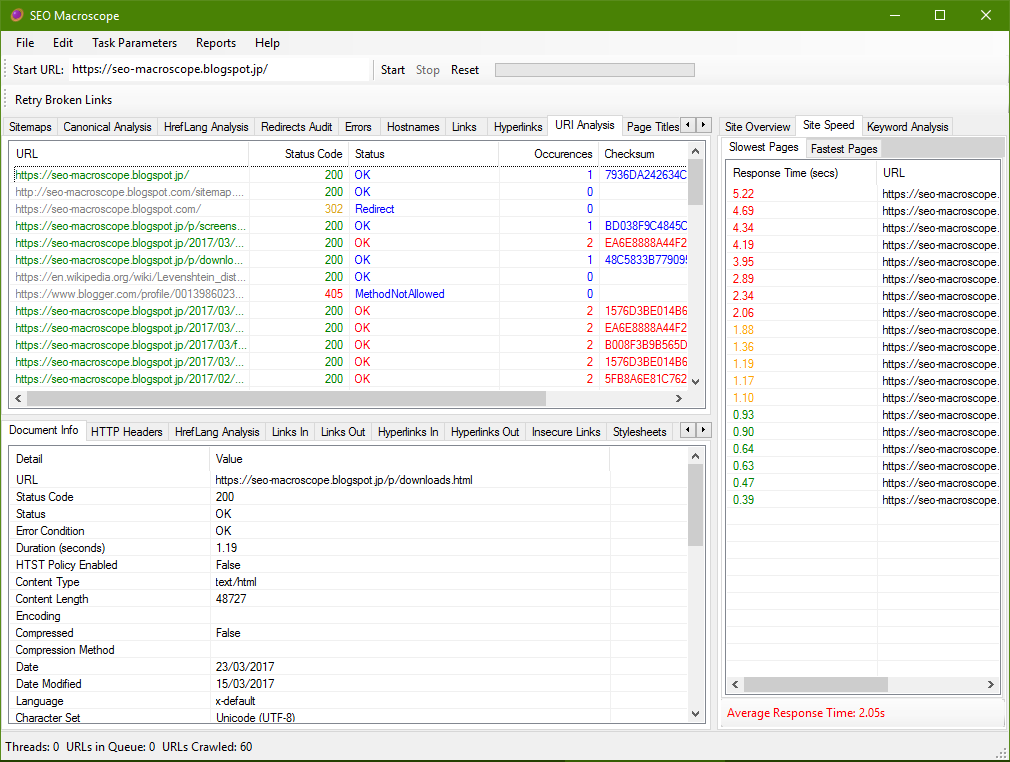 SEO Macroscope
File Edit Task Parameters Reports Help
Start URL: https://seo-macroscope.blogspot.jp/ Start Stop Reset
Retry Broken Links
Sitemaps Canonical Analysis HrefLang Analysis Redirects Audit Errors Hostnames Links Hyperlinks URI Analysis Page Titles
URL Status Code Status Occurences Checksum
https://seo-macroscope.blogspot.jp/ 200 OK 1 7936DA242634C
http://seo-macroscope.blogspot.com/sitemap.... 200 OK 0
https://seo-macroscope.blogspot.com/ 302 Redirect 0
https://seo-macroscope.blogspot.jp/p/screens... 200 OK 1 BD038F9C4845C
https://seo-macroscope.blogspot.jp/2017/03/... 200 OK 2 EA6E8888A44F2
https://seo-macroscope.blogspot.jp/p/downlo... 200 OK 1 48C5833B77909
https://en.wikipedia.org/wiki/Levenshtein_dist... 200 OK 0
https://www.blogger.com/profile/0013986023... 405 MethodNotAllowed 0
https://seo-macroscope.blogspot.jp/2017/03/... 200 OK 2 1576D3BE014B6
https://seo-macroscope.blogspot.jp/2017/03/... 200 OK 2 EA6E8888A44F2
https://seo-macroscope.blogspot.jp/2017/03/f... 200 OK 2 B008F3B9B565D
https://seo-macroscope.blogspot.jp/2017/03/... 200 OK 2 1576D3BE014B6
https://seo-macroscope.blogspot.jp/2017/02/... 200 OK 2 5FB8A6E81C762
Document Info HTTP Headers HrefLang Analysis Links In Links Out Hyperlinks In Hyperlinks Out Insecure Links Stylesheets
Detail Value
URL https://seo-macroscope.blogspot.jp/p/downloads.html
Status Code 200
Status OK
Error Condition OK
Duration (seconds) 1.19
HTST Policy Enabled False
Content Type text/html
Content Length 48727
Encoding
Compressed False
Compression Method
Date 23/03/2017
Date Modified 15/03/2017
Language x-default
Character Set Unicode (UTF-8)
Site Overview Site Speed Keyword Analysis
Slowest Pages Fastest Pages
Response Time (secs) URL
5.22 https://seo-macroscope.
4.69 https://seo-macroscope.
4.34 https://seo-macroscope.
4.19 https://seo-macroscope.
3.95 https://seo-macroscope.
2.89 https://seo-macroscope.
2.34 https://seo-macroscope.
2.06 https://seo-macroscope.
1.88 https://seo-macroscope.
1.36 https://seo-macroscope.
1.19 https://seo-macroscope.
1.17 https://seo-macroscope.
1.10 https://seo-macroscope.
0.93 https://seo-macroscope.
0.90 https://seo-macroscope.
0.64 https://seo-macroscope.
0.63 https://seo-macroscope.
0.47 https://seo-macroscope.
0.39 https://seo-macroscope.
Average Response Time: 2.05s
Threads: 0 URLs in Queue: 0 URLs Crawled: 60